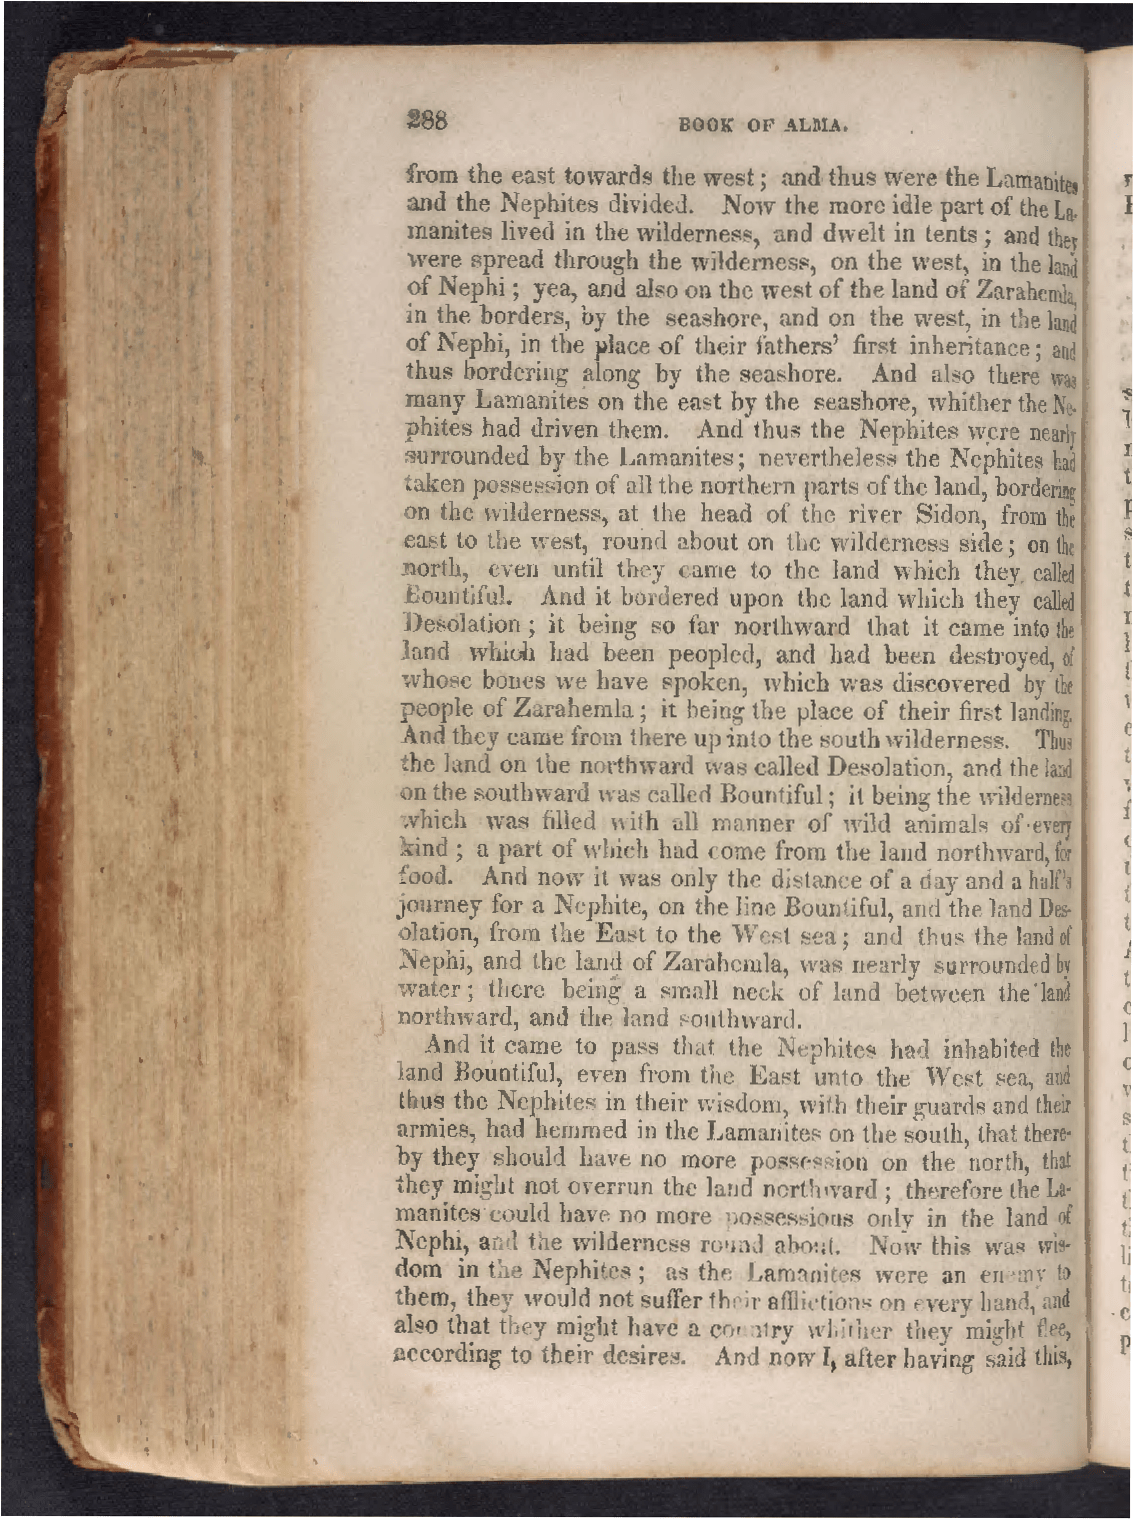 288
BOOK OF ALMA.
from the east towards the west; and thus were the Lamanites
and the Nephites divided. Now the more idle part of the La-
manites lived in the wilderness, and dwelt in tents; and they
were spread through the wilderness, on the west, in the land
of Nephi; yea, and also on the west of the land of Zarahemla,
in the borders, by the seashore, and on the west, in the land
of Nephi, in the place of their fathers' first inheritance; and
thus bordering along by the seashore. And also there was
many Lamanites on the east by the seashore, whither the Ne-
phites had driven them. And thus the Nephites were nearly
surrounded by the Lamanites; nevertheless the Nephites had
taken possession of all the northern parts of the land, bordering
on the wilderness, at the head of the river Sidon, from the
east to the west, round about on the wilderness side; on the
north, even until they came to the land which they called
Bountiful. And it bordered upon the land which they called
Desolation; it being so far northward that it came into the
land which had been peopled, and had been destroyed, of
whose bones we have spoken, which was discovered by the
people of Zarahemla; it being the place of their first landing.
And they came from there up into the south wilderness. Thus
the land on the northward was called Desolation, and the land
on the southward was called Bountiful; it being the wilderness
which was filled with all manner of wild animals of every
kind; a part of which had come from the land northward, for
food. And now it was only the distance of a day and a half's
journey for a Nephite, on the line Bountiful, and the land Des-
olation, from the East to the West sea; and thus the land of
Nephi, and the land of Zarahemla, was nearly surrounded by
water; there being a small neck of land between the land
northward, and the land southward.
And it came to pass that the Nephites had inhabited the
land Bountiful, even from the East unto the West sea, and
thus the Nephites in their wisdom, with their guards and their
armies, had hemmed in the Lamanites on the south, that there-
by they should have no more possession on the north, that
they might not overrun the land northward; therefore the La-
manites could have no more possessions only in the land of
Nephi, and the wilderness round about. Now this was wis-
dom in the Nephites; as the Lamanites were an enemy to
them, they would not suffer their afflictions on every hand, and
also that they might have a country whither they might flee,
according to their desires. And now I, after having said this,